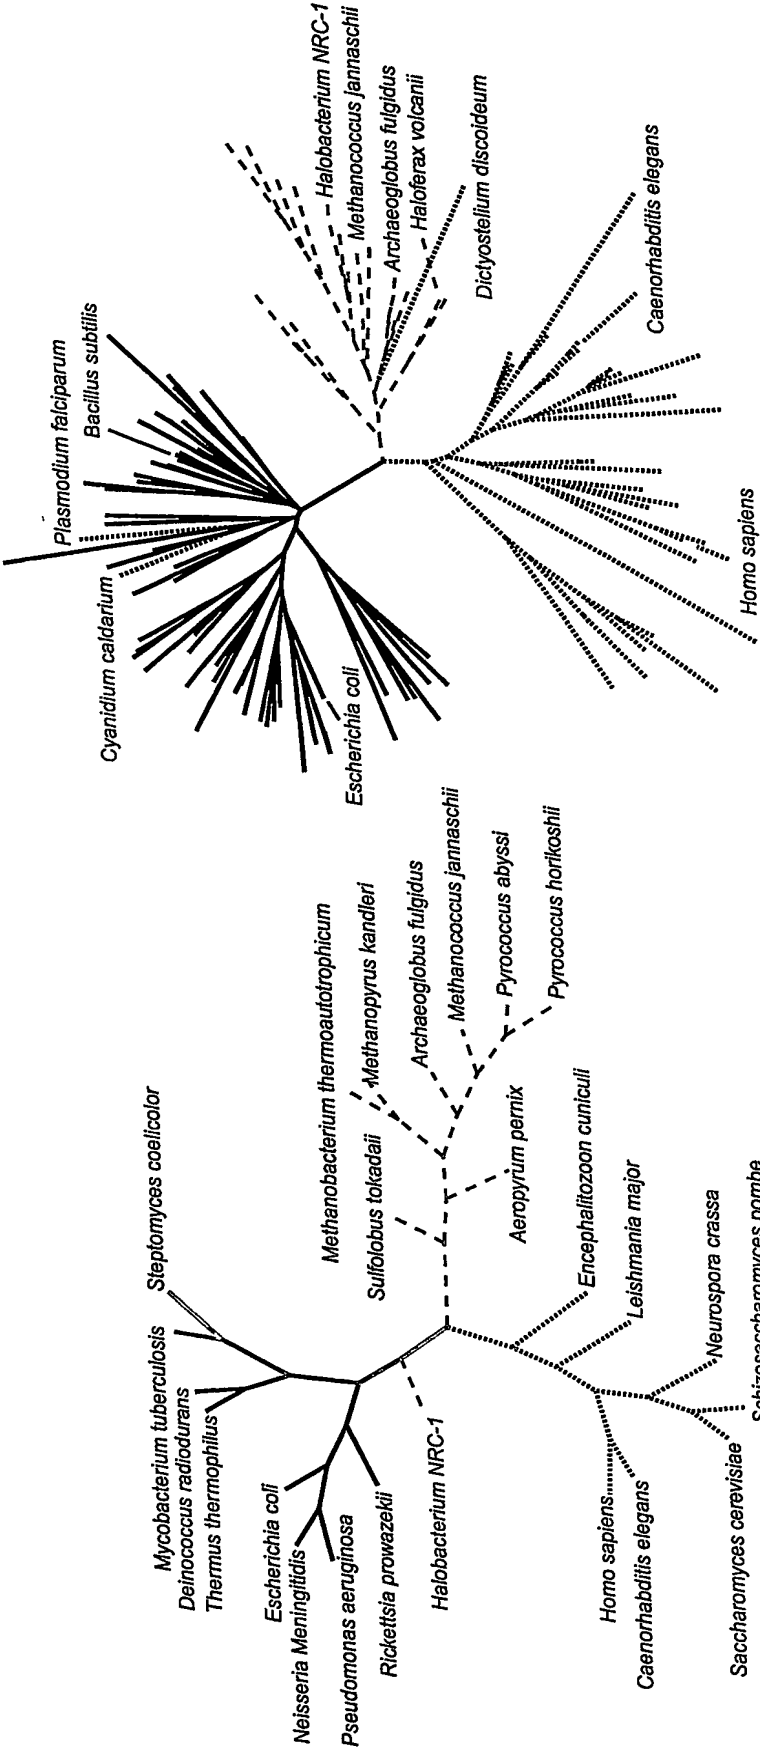 Halobacterium NRC-1
Methanococcus jannaschii
Archaeoglobus fulgidus
Haloferax volcanii
Dictyostelium discoideum
Caenorhabditis elegans
Plasmodium falciparum
Bacillus subtilis
Cyanidium caldarium
Escherichia coli
Homo sapiens
Methanobacterium thermoautotrophicum
Methanopyrus kandleri
Archaeoglobus fulgidus
Methanococcus jannaschii
Pyrococcus abyssi
Pyrococcus horikoshii
Steptomyces coelicolor
Sulfolobus tokadaii
Aeropyrum pernix
Encephalitozoon cuniculi
Leishmania major
Neurospora crassa
Schizosaccharomyces pombe
Mycobacterium tuberculosis
Deinococcus radiodurans
Thermus thermophilus
Escherichia coli
Neisseria Meningitidis
Pseudomonas aeruginosa
Rickettsia prowazekii
Halobacterium NRC-1
Homo sapiens
Caenorhabditis elegans
Saccharomyces cerevisiae